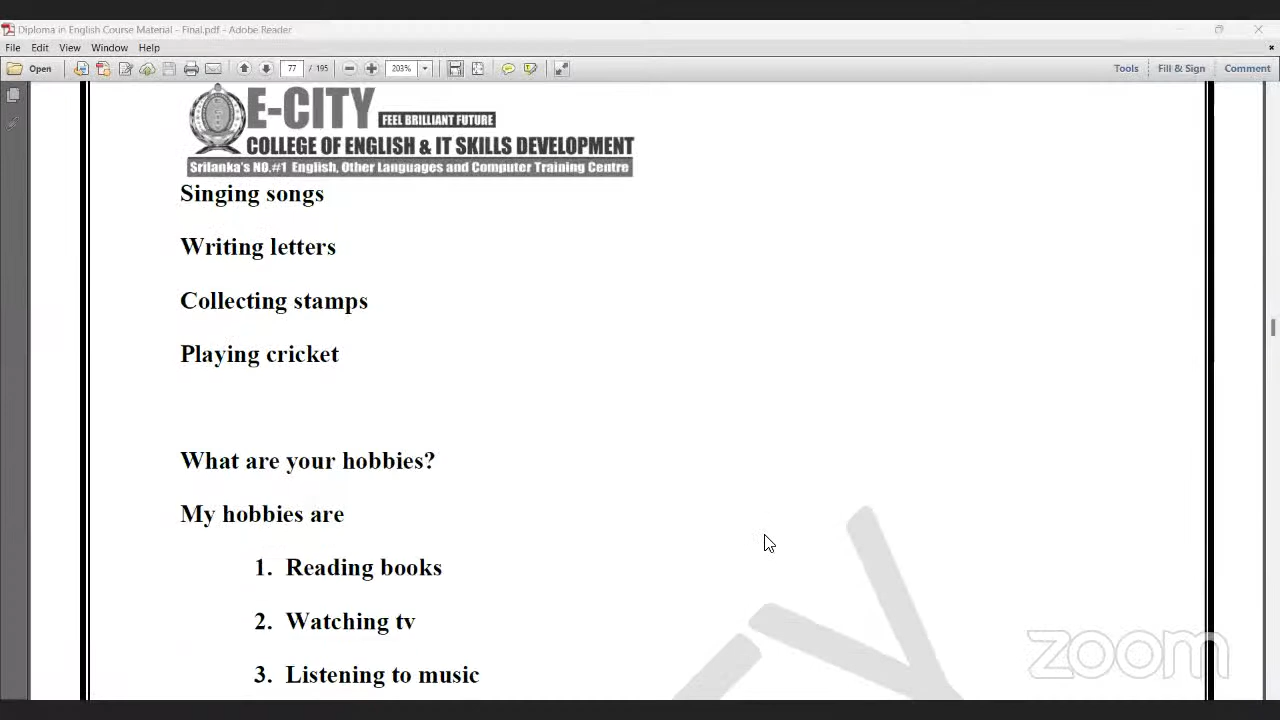 Diploma in English Course Material - Final.pdf - Adobe Reader
File Edit View Window Help
Open 77 / 195 203% Tools Fill & Sign Comment
E-CITY FEEL BRILLIANT FUTURE
COLLEGE OF ENGLISH & IT SKILLS DEVELOPMENT
Srilanka's NO.#1 English, Other Languages and Computer Training Centre
Singing songs
Writing letters
Collecting stamps
Playing cricket
What are your hobbies?
My hobbies are
1. Reading books
2. Watching tv
3. Listening to music
zoom